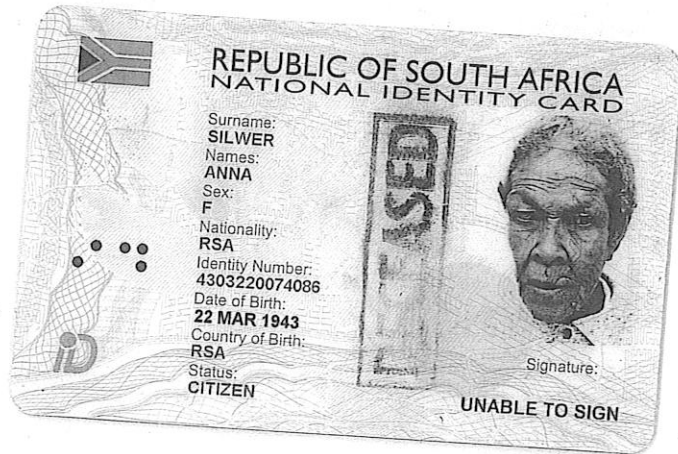 REPUBLIC OF SOUTH AFRICA
NATIONAL IDENTITY CARD
Surname:
SILWER
Names:
ANNA
Sex:
F
Nationality:
RSA
Identity Number:
4303220074086
Date of Birth:
22 MAR 1943
Country of Birth:
RSA
Status:
CITIZEN
iD
Signature:
UNABLE TO SIGN